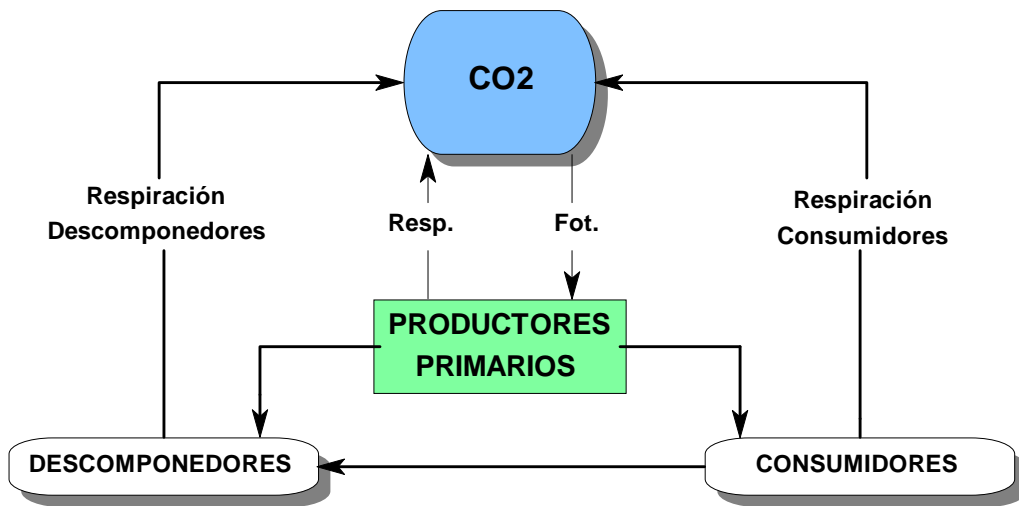 CO2
Respiración
Descomponedores
Resp.
Fot.
Respiración
Consumidores
PRODUCTORES
PRIMARIOS
DESCOMPONEDORES
CONSUMIDORES